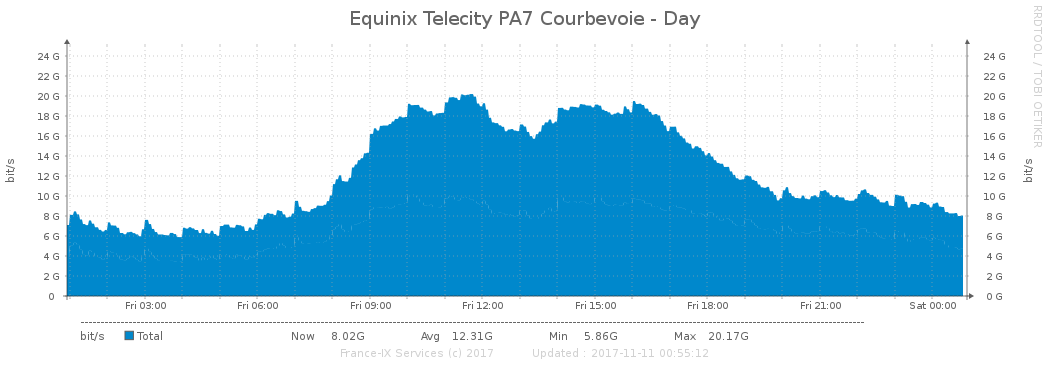 Equinix Telecity PA7 Courbevoie - Day
RRDTOOL / TOBI OETIKER
bit/s
24 G 24 G
22 G 22 G
20 G 20 G
18 G 18 G
16 G 16 G
14 G 14 G
12 G 12 G
10 G 10 G
8 G 8 G
6 G 6 G
4 G 4 G
2 G 2 G
0 0 G
bit/s
Fri 03:00 Fri 06:00 Fri 09:00 Fri 12:00 Fri 15:00 Fri 18:00 Fri 21:00 Sat 00:00
bit/s Total Now 8.02G Avg 12.31G Min 5.86G Max 20.17G
France-IX Services (c) 2017 Updated : 2017-11-11 00:55:12